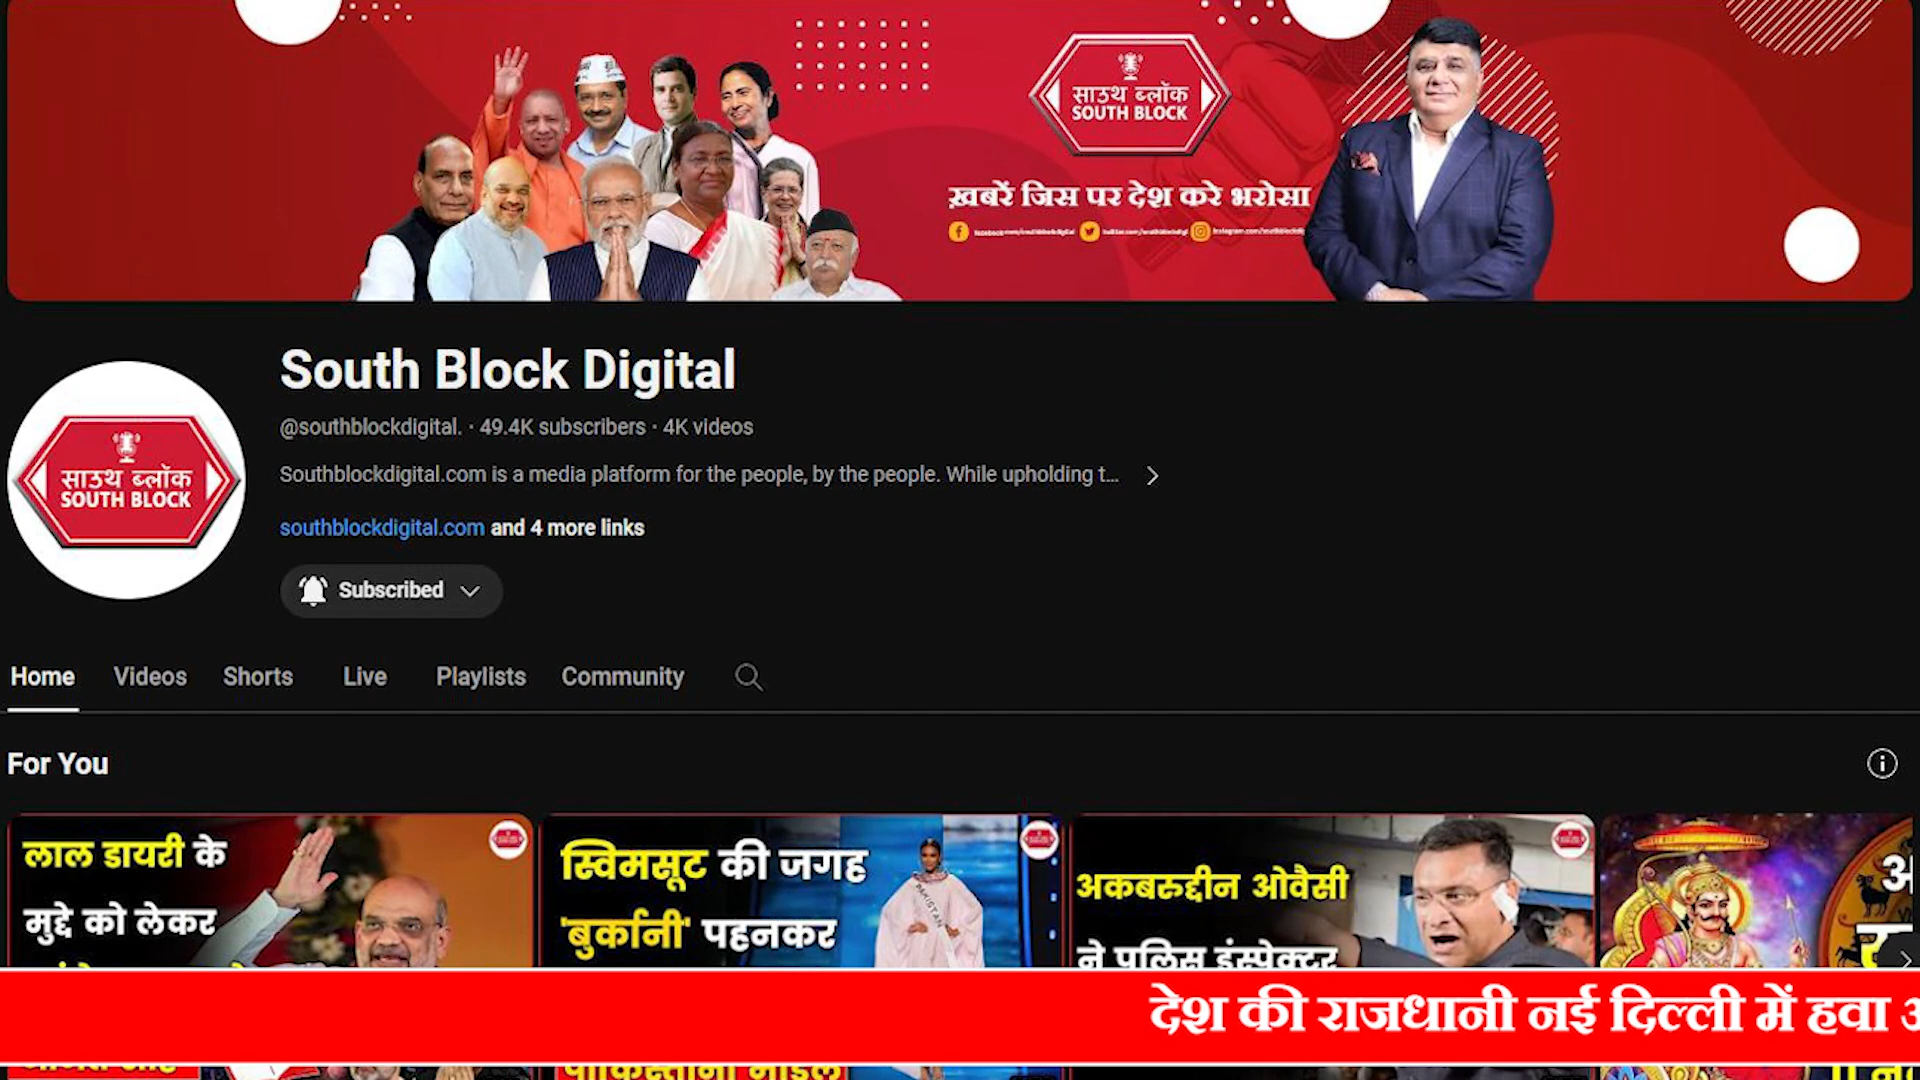 साउथ ब्लॉक
SOUTH BLOCK
ख़बरें जिस पर देश करे भरोसा
South Block Digital
@southblockdigital. · 49.4K subscribers · 4K videos
Southblockdigital.com is a media platform for the people, by the people. While upholding t...
southblockdigital.com and 4 more links
साउथ ब्लॉक
SOUTH BLOCK
Subscribed
Home Videos Shorts Live Playlists Community
For You
लाल डायरी के
मुद्दे को लेकर
स्विमसूट की जगह
'बुर्कानी' पहनकर
PAKISTAN
अकबरुद्दीन ओवैसी
ने पुलिस इंस्पेक्टर
देश की राजधानी नई दिल्ली में हवा
पाकिस्तानी मॉडल